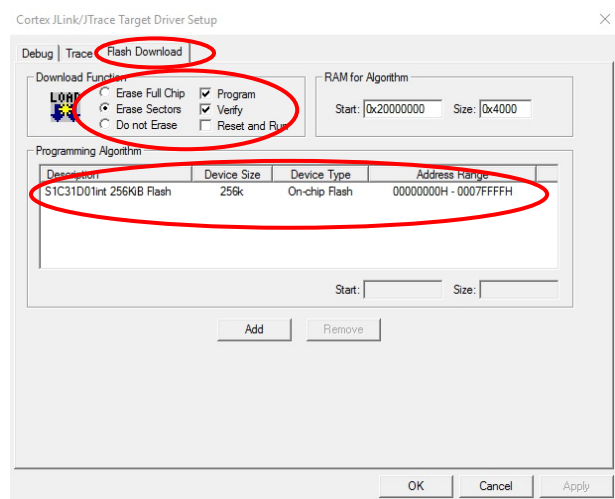 Cortex JLink/JTrace Target Driver Setup
Debug Trace Flash Download
Download Function
LOAD
Erase Full Chip
Erase Sectors
Do not Erase
Program
Verify
Reset and Run
RAM for Algorithm
Start: 0x20000000 Size: 0x4000
Programming Algorithm
Description Device Size Device Type Address Range
S1C31D01int 256KiB Flash 256k On-chip Flash 00000000H - 0007FFFFH
Start: Size:
Add Remove
OK Cancel Apply